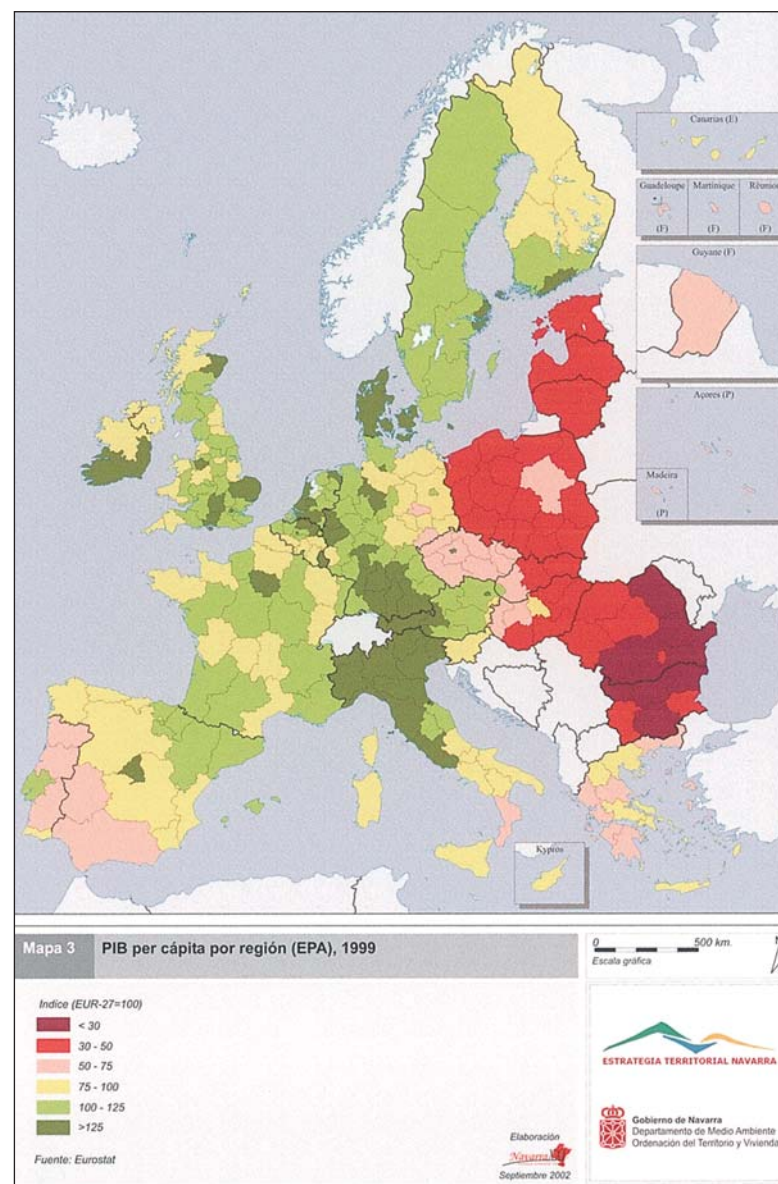 Canarias (E)
Guadeloupe
Martinique
Réunion
(F)
(F)
(F)
Guyane (F)
Açores (P)
Madeira
(P)
Kypros
Mapa 3
PIB per cápita por región (EPA), 1999
0
500 km.
Escala gráfica
N
Indice (EUR-27=100)
< 30
30 - 50
50 - 75
75 - 100
100 - 125
>125
Fuente: Eurostat
Elaboración
Navarra
Septiembre 2002
ESTRATEGIA TERRITORIAL NAVARRA
Gobierno de Navarra
Departamento de Medio Ambiente
Ordenación del Territorio y Vivienda